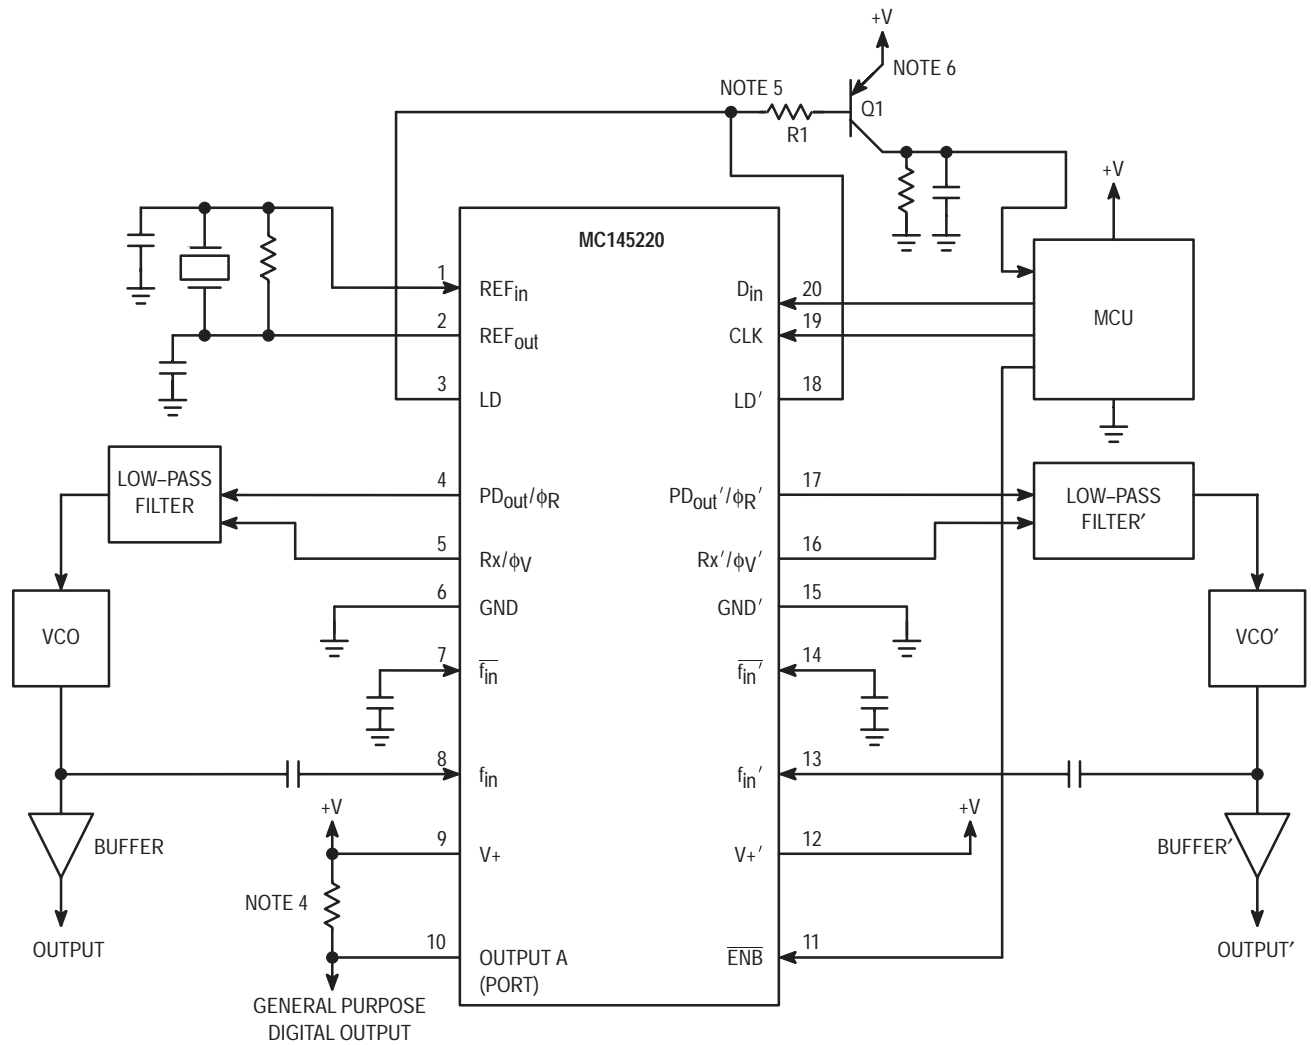 +V
NOTE 6
NOTE 5
Q1
R1
+V
MC145220
1
REFin
Din
20
MCU
2
REFout
CLK
19
3
LD
LD′
18
LOW–PASS
FILTER
4
PDout/ϕR
PDout′/ϕR′
17
LOW–PASS
FILTER′
5
Rx/ϕV
Rx′/ϕV′
16
6
GND
GND′
15
VCO
VCO′
7
fin
fin′
14
8
fin
fin′
13
+V
+V
BUFFER
9
V+
V+′
12
BUFFER′
NOTE 4
OUTPUT
10
OUTPUT A
(PORT)
ENB
11
OUTPUT′
GENERAL PURPOSE
DIGITAL OUTPUT